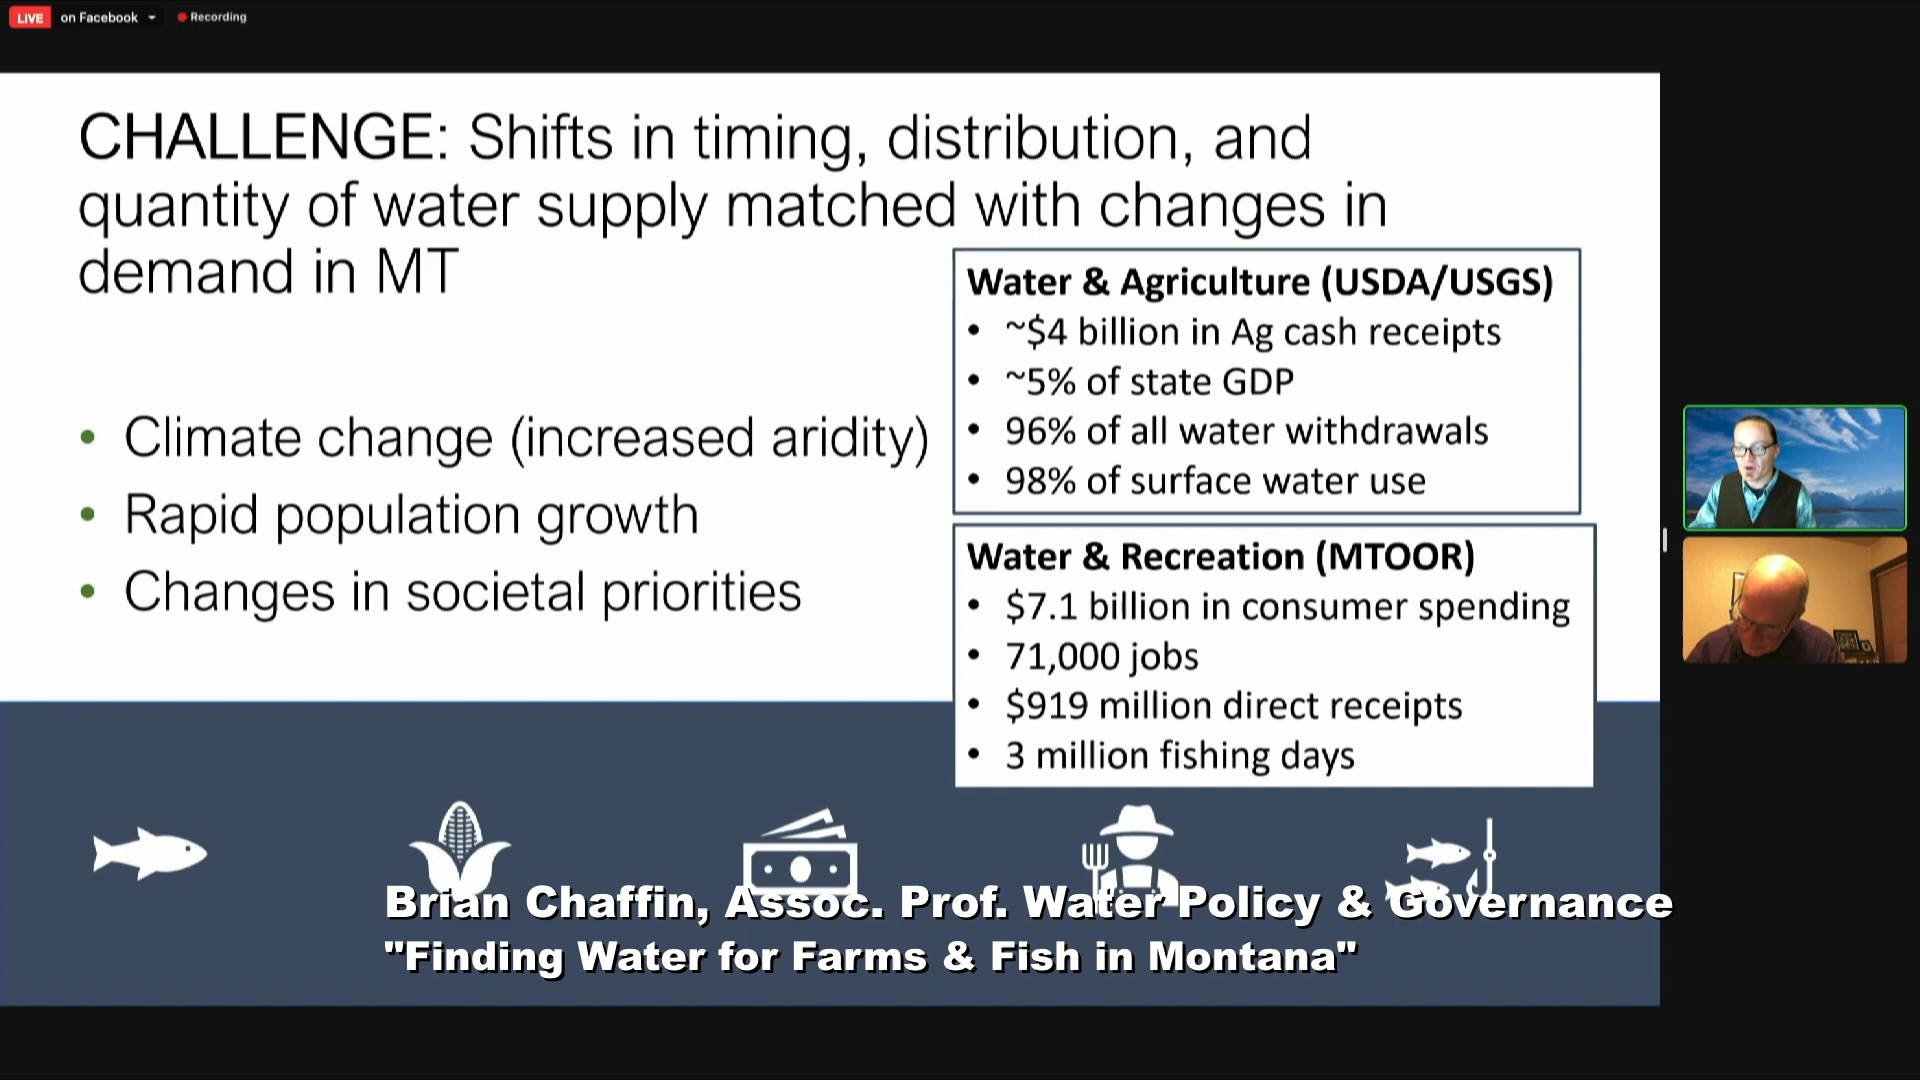 LIVE on Facebook Recording
CHALLENGE: Shifts in timing, distribution, and
quantity of water supply matched with changes in
demand in MT
• Climate change (increased aridity)
• Rapid population growth
• Changes in societal priorities
Water & Agriculture (USDA/USGS)
• ~$4 billion in Ag cash receipts
• ~5% of state GDP
• 96% of all water withdrawals
• 98% of surface water use
Water & Recreation (MTOOR)
• $7.1 billion in consumer spending
• 71,000 jobs
• $919 million direct receipts
• 3 million fishing days
Brian Chaffin, Assoc. Prof. Water Policy & Governance
"Finding Water for Farms & Fish in Montana"